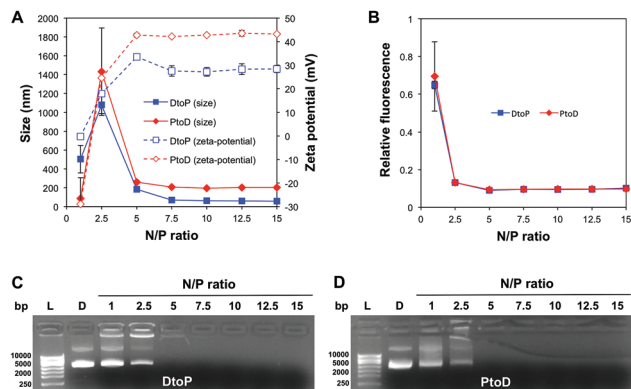 A
B
Size (nm)
2000
1800
1600
1400
1200
1000
800
600
400
200
0
50
40
30
20
10
0
-10
-20
-30
Zeta potential (mV)
DtoP (size)
PtoD (size)
DtoP (zeta-potential)
PtoD (zeta-potential)
0 2.5 5 7.5 10 12.5 15
N/P ratio
Relative fluorescence
1
0.8
0.6
0.4
0.2
0
DtoP PtoD
0 2.5 5 7.5 10 12.5 15
N/P ratio
C
N/P ratio
bp L D 1 2.5 5 7.5 10 12.5 15
10000
5000
2000
250
DtoP
D
N/P ratio
bp L D 1 2.5 5 7.5 10 12.5 15
10000
5000
2000
250
PtoD